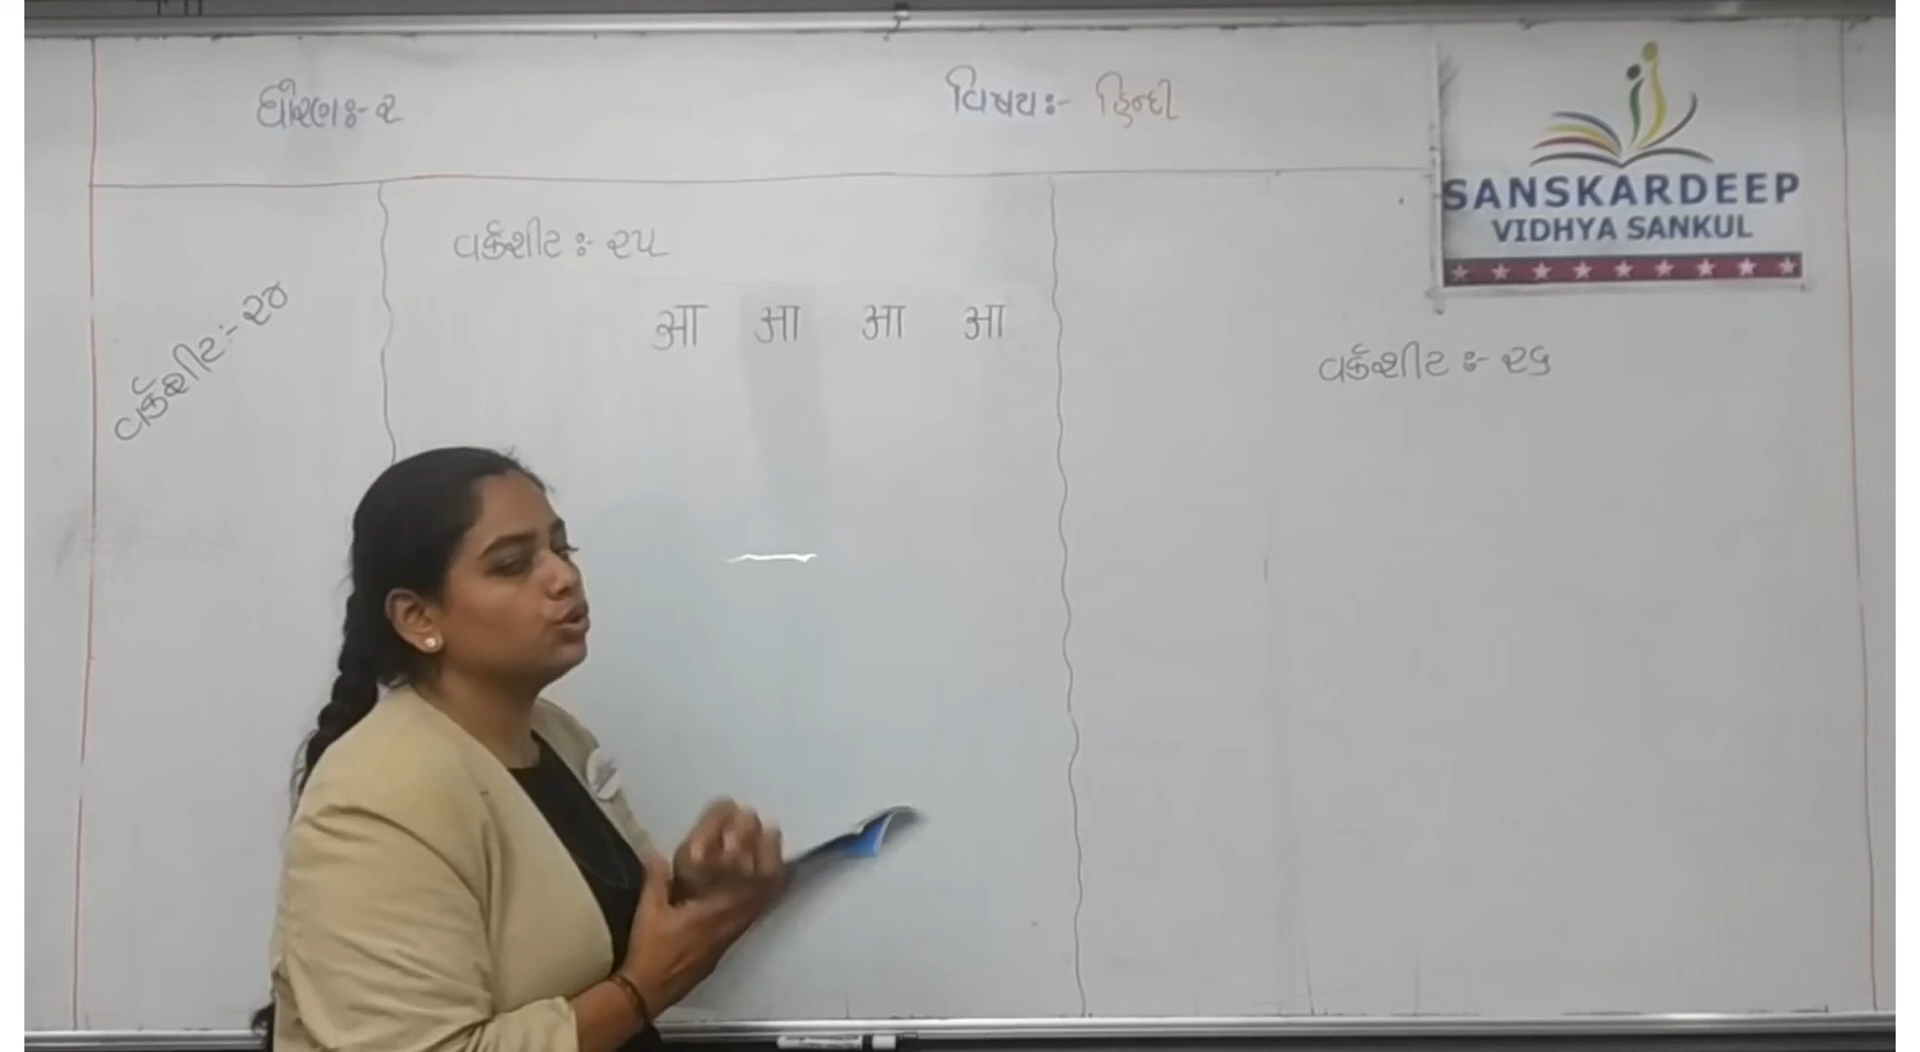 ધોરણઃ- ૨
વિષયઃ- હિન્દી
SANSKARDEEP
VIDHYA SANKUL
વર્કશીટઃ- ૨૪
વર્કશીટઃ- ૨૫
आ आ आ आ
વર્કશીટઃ- ૨૬